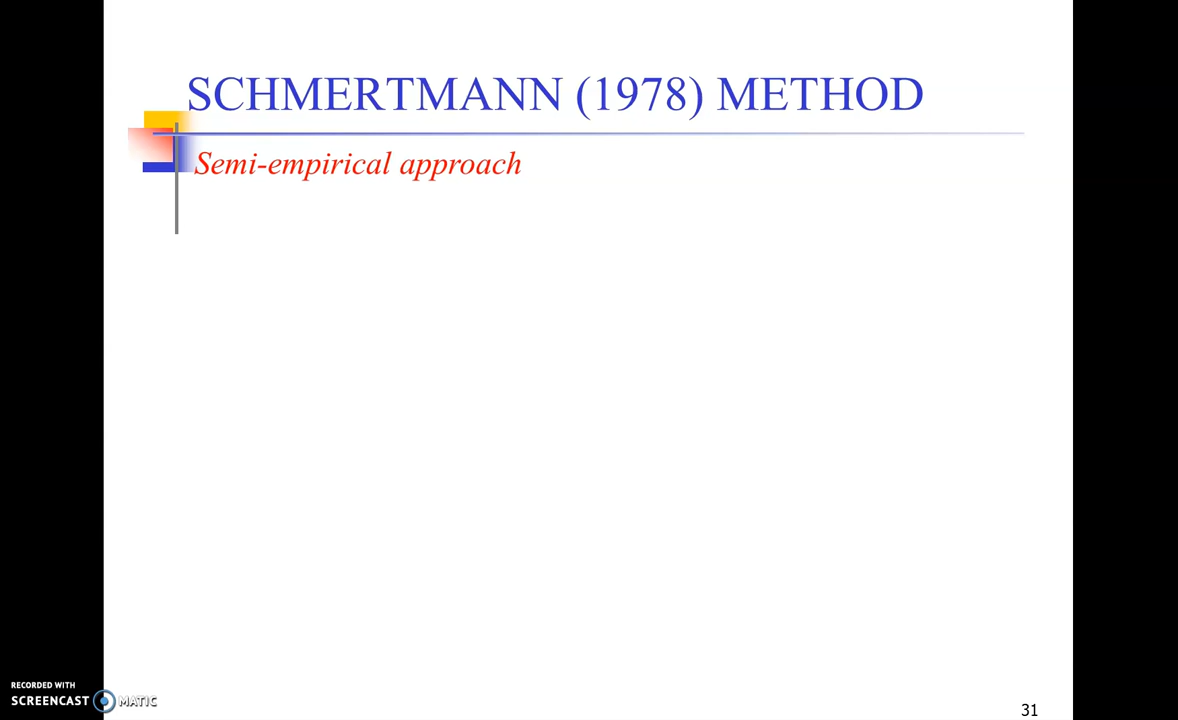 SCHMERTMANN (1978) METHOD
Semi-empirical approach
RECORDED WITH
SCREENCAST MATIC
31